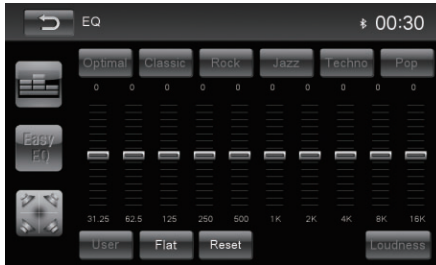 EQ 00:30
Optimal Classic Rock Jazz Techno Pop
0 0 0 0 0 0 0 0 0 0
Easy
EQ
31.25 62.5 125 250 500 1K 2K 4K 8K 16K
User Flat Reset Loudness